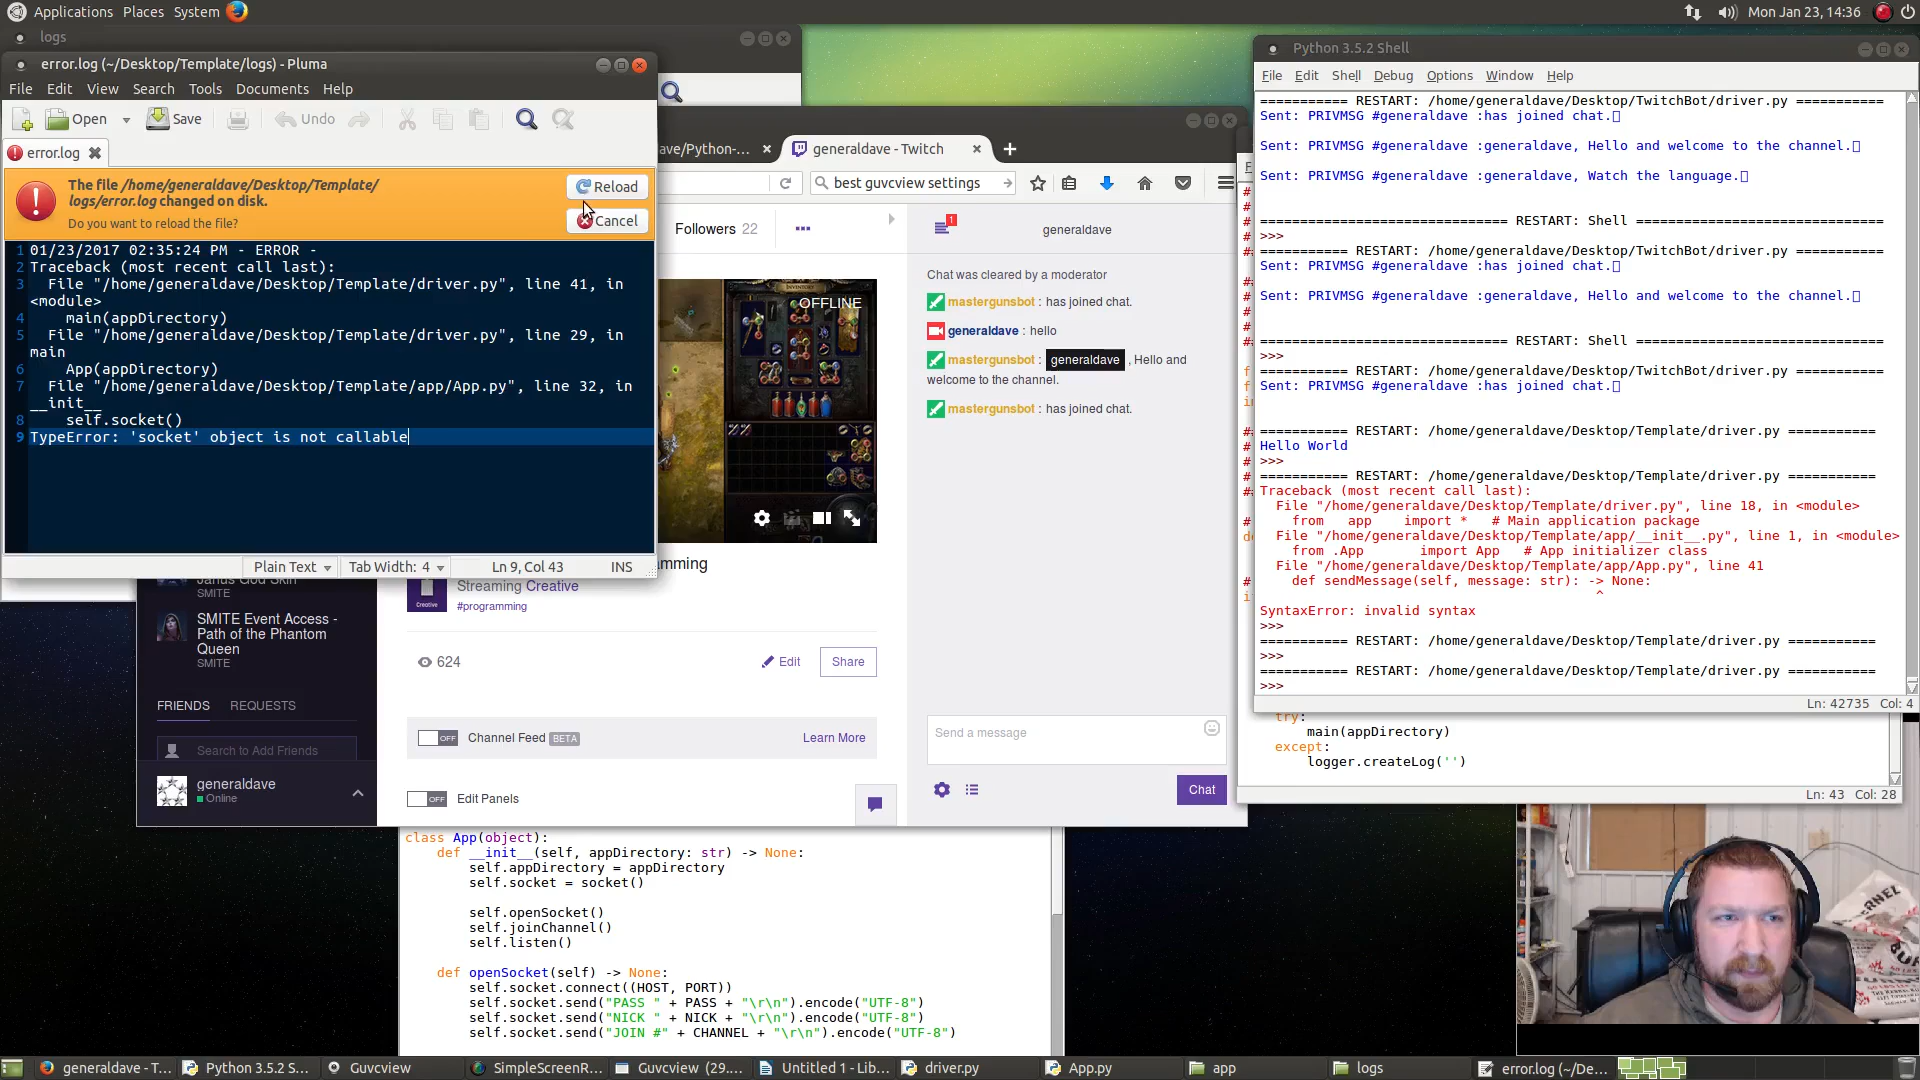 Applications Places System
Mon Jan 23, 14:36
logs
error.log (~/Desktop/Template/logs) - Pluma
File Edit View Search Tools Documents Help
Open Save Undo
error.log
The file /home/generaldave/Desktop/Template/
logs/error.log changed on disk.
Do you want to reload the file?
Reload
Cancel
1 01/23/2017 02:35:24 PM - ERROR -
2 Traceback (most recent call last):
3 File "/home/generaldave/Desktop/Template/driver.py", line 41, in
<module>
4 main(appDirectory)
5 File "/home/generaldave/Desktop/Template/driver.py", line 29, in
main
6 App(appDirectory)
7 File "/home/generaldave/Desktop/Template/app/App.py", line 32, in
__init__
8 self.socket()
9 TypeError: 'socket' object is not callable
Plain Text Tab Width: 4 Ln 9, Col 43 INS
ave/Python-...
generaldave - Twitch
best guvcview settings
Followers 22
OFFLINE
INVENTORY
Streaming Creative
#programming
624
Edit
Share
Channel Feed BETA
OFF
Learn More
OFF
Edit Panels
SMITE
SMITE Event Access -
Path of the Phantom
Queen
SMITE
FRIENDS REQUESTS
Search to Add Friends
generaldave
Online
1
generaldave
Chat was cleared by a moderator
mastergunsbot : has joined chat.
generaldave : hello
mastergunsbot : generaldave , Hello and
welcome to the channel.
mastergunsbot : has joined chat.
Send a message
Chat
Python 3.5.2 Shell
File Edit Shell Debug Options Window Help
=========== RESTART: /home/generaldave/Desktop/TwitchBot/driver.py ===========
Sent: PRIVMSG #generaldave :has joined chat.
Sent: PRIVMSG #generaldave :generaldave, Hello and welcome to the channel.
Sent: PRIVMSG #generaldave :generaldave, Watch the language.
=============================== RESTART: Shell ===============================
>>>
=========== RESTART: /home/generaldave/Desktop/TwitchBot/driver.py ===========
Sent: PRIVMSG #generaldave :has joined chat.
Sent: PRIVMSG #generaldave :generaldave, Hello and welcome to the channel.
=============================== RESTART: Shell ===============================
>>>
=========== RESTART: /home/generaldave/Desktop/TwitchBot/driver.py ===========
Sent: PRIVMSG #generaldave :has joined chat.
=========== RESTART: /home/generaldave/Desktop/Template/driver.py ===========
Hello World
>>>
=========== RESTART: /home/generaldave/Desktop/Template/driver.py ===========
Traceback (most recent call last):
File "/home/generaldave/Desktop/Template/driver.py", line 18, in <module>
from app import * # Main application package
File "/home/generaldave/Desktop/Template/app/__init__.py", line 1, in <module>
from .App import App # App initializer class
File "/home/generaldave/Desktop/Template/app/App.py", line 41
def sendMessage(self, message: str): -> None:
^
SyntaxError: invalid syntax
>>>
=========== RESTART: /home/generaldave/Desktop/Template/driver.py ===========
>>>
=========== RESTART: /home/generaldave/Desktop/Template/driver.py ===========
>>>
Ln: 42735 Col: 4
try:
main(appDirectory)
except:
logger.createLog('')
Ln: 43 Col: 28
class App(object):
def __init__(self, appDirectory: str) -> None:
self.appDirectory = appDirectory
self.socket = socket()
self.openSocket()
self.joinChannel()
self.listen()
def openSocket(self) -> None:
self.socket.connect((HOST, PORT))
self.socket.send("PASS " + PASS + "\r\n").encode("UTF-8")
self.socket.send("NICK " + NICK + "\r\n").encode("UTF-8")
self.socket.send("JOIN #" + CHANNEL + "\r\n").encode("UTF-8")
generaldave - T...
Python 3.5.2 S...
Guvcview
SimpleScreenR...
Guvcview (29....
Untitled 1 - Lib...
driver.py
App.py
app
logs
error.log (~/De...